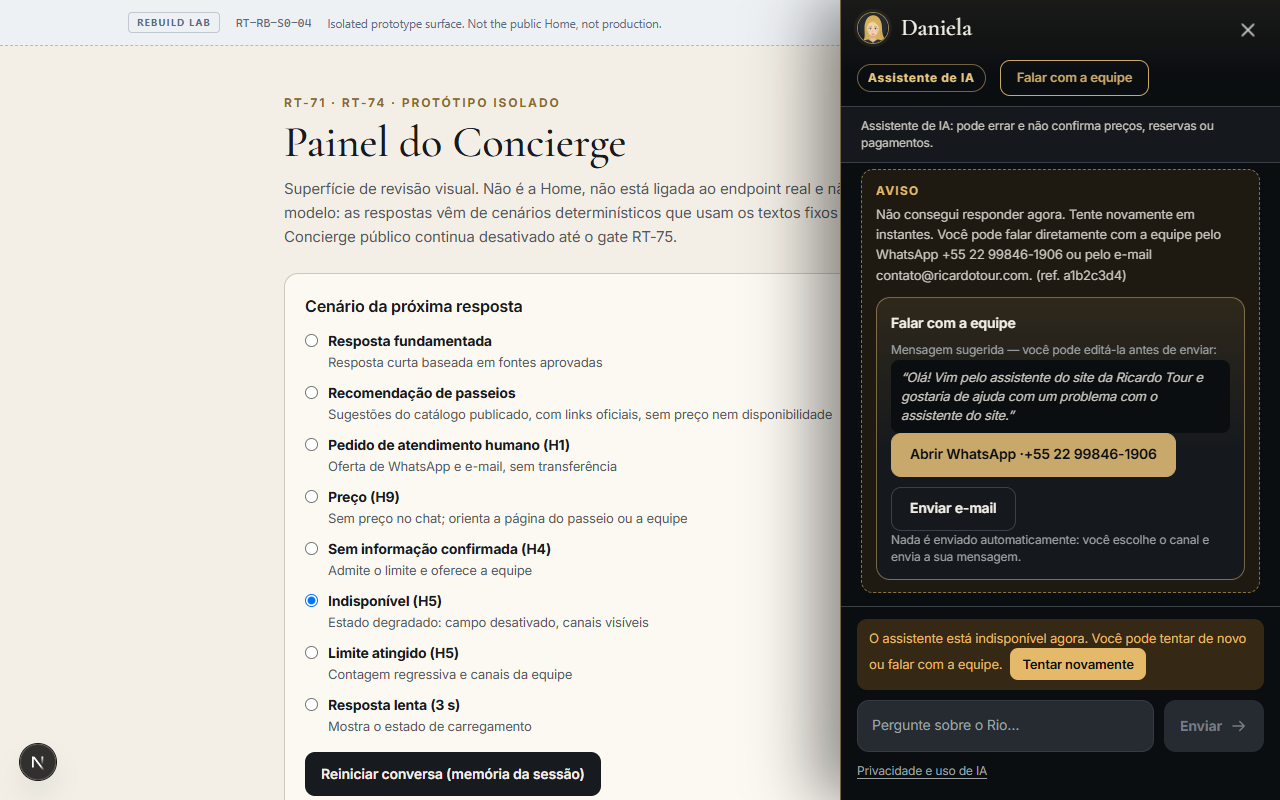 REBUILD LAB RT-RB-S0-04 Isolated prototype surface. Not the public Home, not production.
RT-71 · RT-74 · PROTÓTIPO ISOLADO
Painel do Concierge
Superfície de revisão visual. Não é a Home, não está ligada ao endpoint real e nã
modelo: as respostas vêm de cenários determinísticos que usam os textos fixos
Concierge público continua desativado até o gate RT-75.
Cenário da próxima resposta
Resposta fundamentada
Resposta curta baseada em fontes aprovadas
Recomendação de passeios
Sugestões do catálogo publicado, com links oficiais, sem preço nem disponibilidade
Pedido de atendimento humano (H1)
Oferta de WhatsApp e e-mail, sem transferência
Preço (H9)
Sem preço no chat; orienta a página do passeio ou a equipe
Sem informação confirmada (H4)
Admite o limite e oferece a equipe
Indisponível (H5)
Estado degradado: campo desativado, canais visíveis
Limite atingido (H5)
Contagem regressiva e canais da equipe
Resposta lenta (3 s)
Mostra o estado de carregamento
Reiniciar conversa (memória da sessão)
N
Daniela
Assistente de IA
Falar com a equipe
Assistente de IA: pode errar e não confirma preços, reservas ou
pagamentos.
AVISO
Não consegui responder agora. Tente novamente em
instantes. Você pode falar diretamente com a equipe pelo
WhatsApp +55 22 99846-1906 ou pelo e-mail
contato@ricardotour.com. (ref. a1b2c3d4)
Falar com a equipe
Mensagem sugerida — você pode editá-la antes de enviar:
“Olá! Vim pelo assistente do site da Ricardo Tour e
gostaria de ajuda com um problema com o
assistente do site.”
Abrir WhatsApp ·+55 22 99846-1906
Enviar e-mail
Nada é enviado automaticamente: você escolhe o canal e
envia a sua mensagem.
O assistente está indisponível agora. Você pode tentar de novo
ou falar com a equipe. Tentar novamente
Pergunte sobre o Rio...
Enviar →
Privacidade e uso de IA